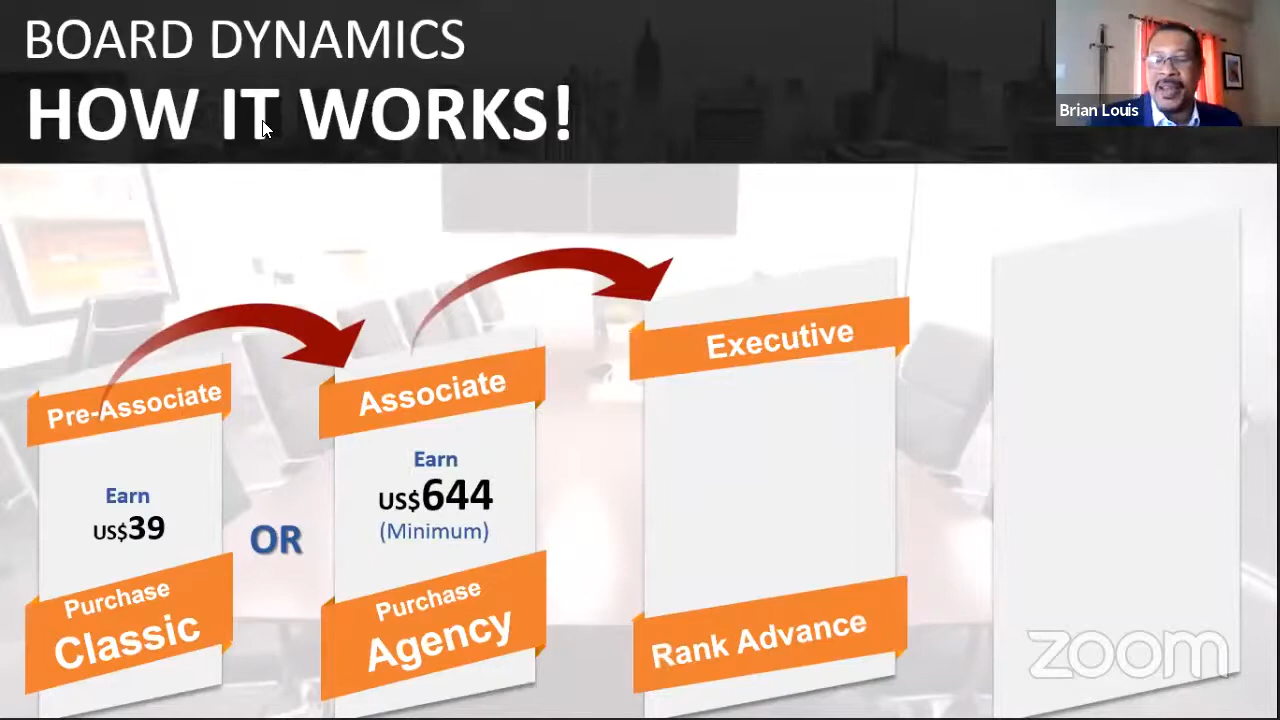 BOARD DYNAMICS
HOW IT WORKS!
Brian Louis
Pre-Associate
Earn
US$39
Purchase
Classic
OR
Associate
Earn
US$644
(Minimum)
Purchase
Agency
Executive
Rank Advance
zoom